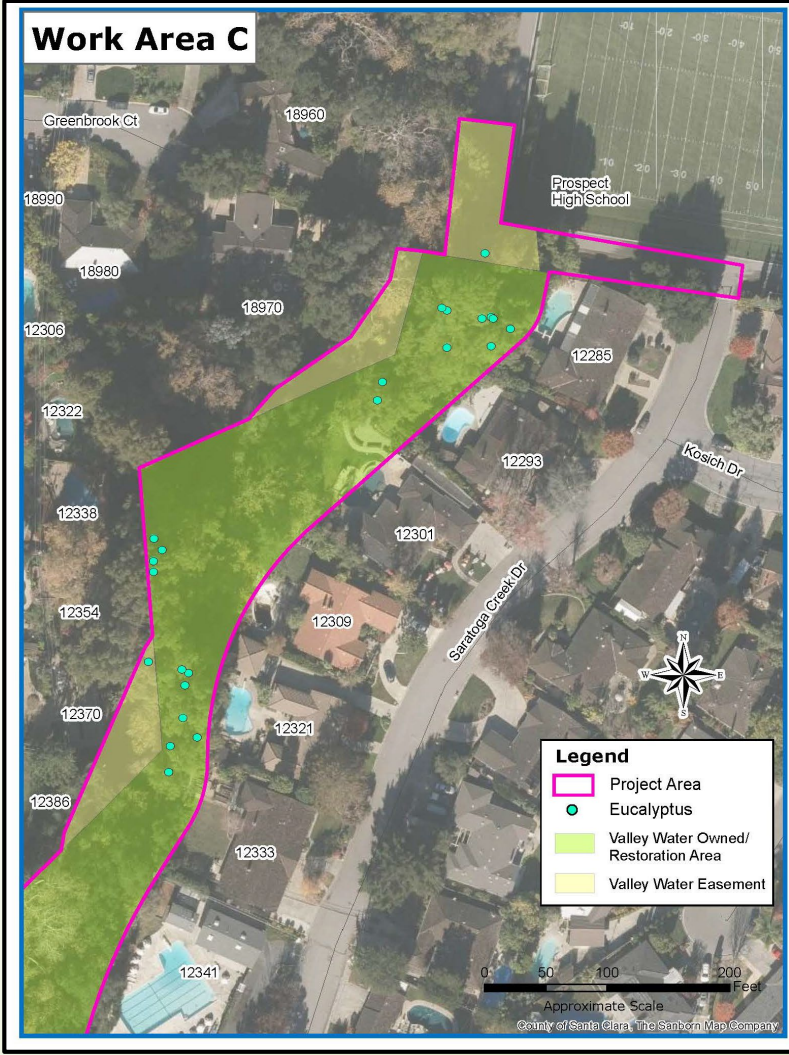 Work Area C
Greenbrook Ct
18960
18990
Prospect
High School
18980
18970
12306
12285
12322
12293
Kosich Dr
12338
12301
12354
12309
Saratoga Creek Dr
N
W E
S
12370
12321
12386
12333
12341
Legend
Project Area
Eucalyptus
Valley Water Owned/
Restoration Area
Valley Water Easement
0 50 100 200
Feet
Approximate Scale
County of Santa Clara, The Sanborn Map Company